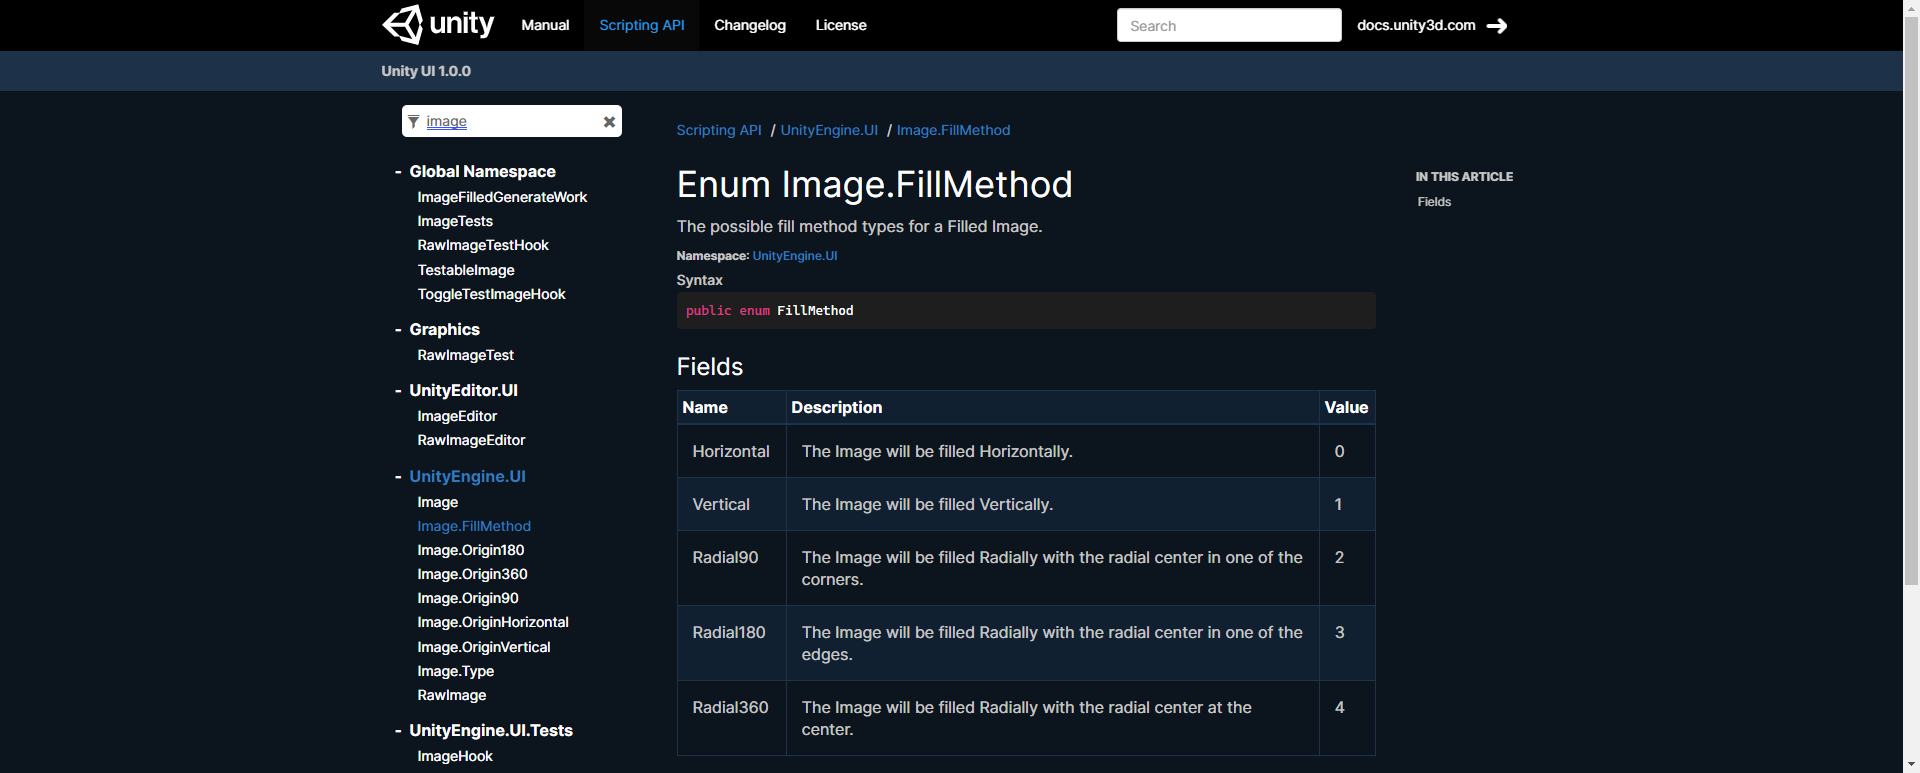 unity Manual Scripting API Changelog License Search docs.unity3d.com
Unity UI 1.0.0
image
- Global Namespace
ImageFilledGenerateWork
ImageTests
RawImageTestHook
TestableImage
ToggleTestImageHook
- Graphics
RawImageTest
- UnityEditor.UI
ImageEditor
RawImageEditor
- UnityEngine.UI
Image
Image.FillMethod
Image.Origin180
Image.Origin360
Image.Origin90
Image.OriginHorizontal
Image.OriginVertical
Image.Type
RawImage
- UnityEngine.UI.Tests
ImageHook
Scripting API / UnityEngine.UI / Image.FillMethod
Enum Image.FillMethod
The possible fill method types for a Filled Image.
Namespace: UnityEngine.UI
Syntax
public enum FillMethod
Fields
Name Description Value
Horizontal The Image will be filled Horizontally. 0
Vertical The Image will be filled Vertically. 1
Radial90 The Image will be filled Radially with the radial center in one of the 2
corners.
Radial180 The Image will be filled Radially with the radial center in one of the 3
edges.
Radial360 The Image will be filled Radially with the radial center at the 4
center.
IN THIS ARTICLE
Fields